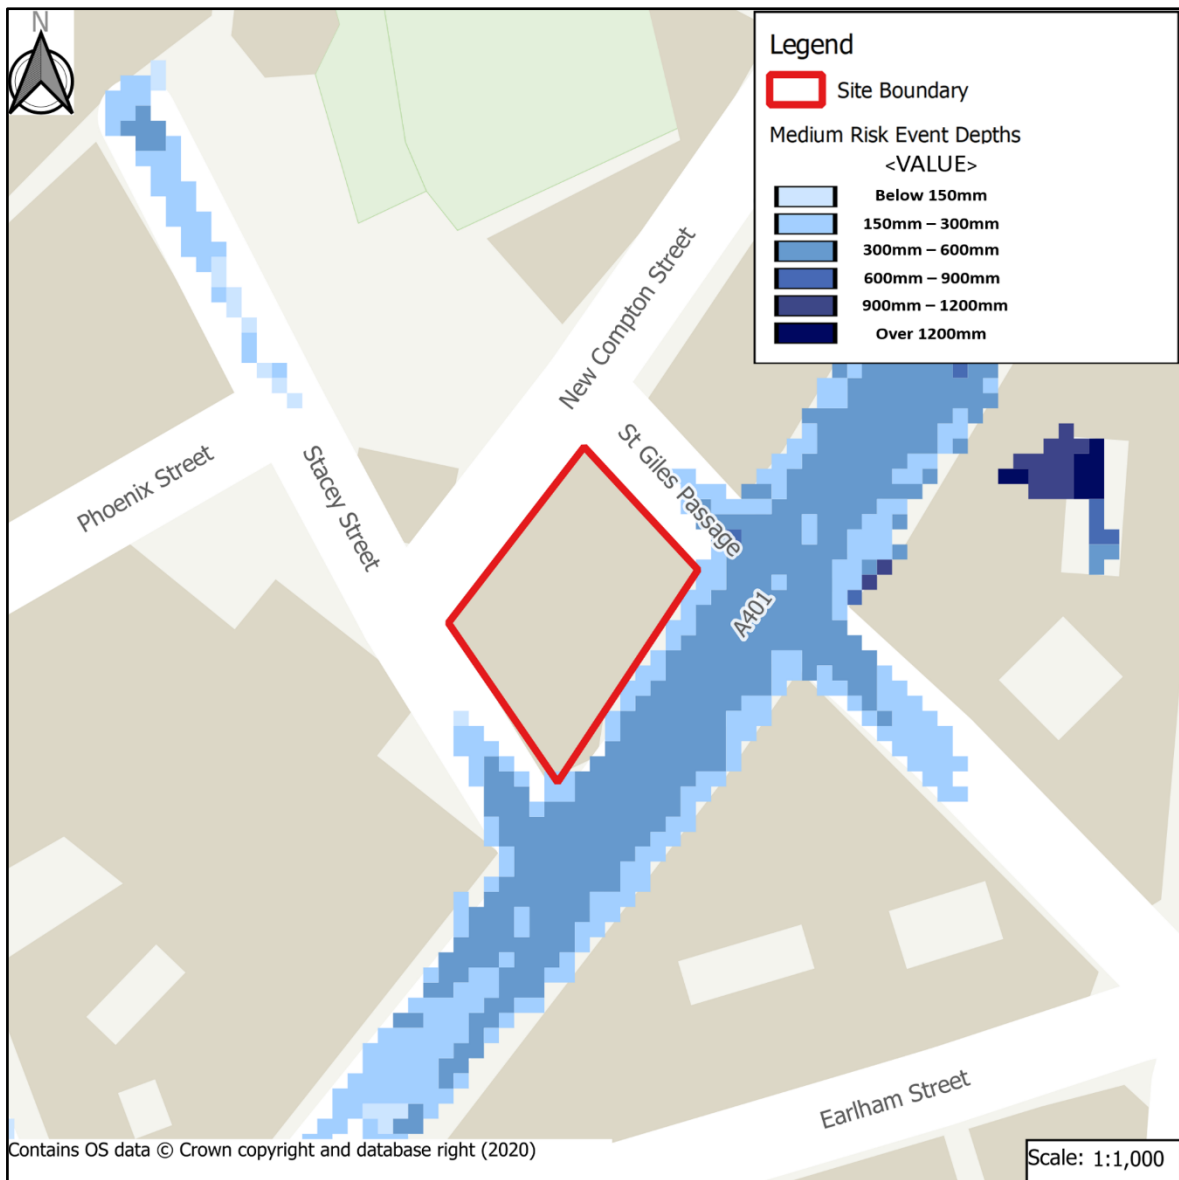 N
Legend
Site Boundary
Medium Risk Event Depths
<VALUE>
Below 150mm
150mm – 300mm
300mm – 600mm
600mm – 900mm
900mm – 1200mm
Over 1200mm
New Compton Street
St Giles Passage
Phoenix Street
Stacey Street
A401
Earlham Street
Contains OS data © Crown copyright and database right (2020)
Scale: 1:1,000